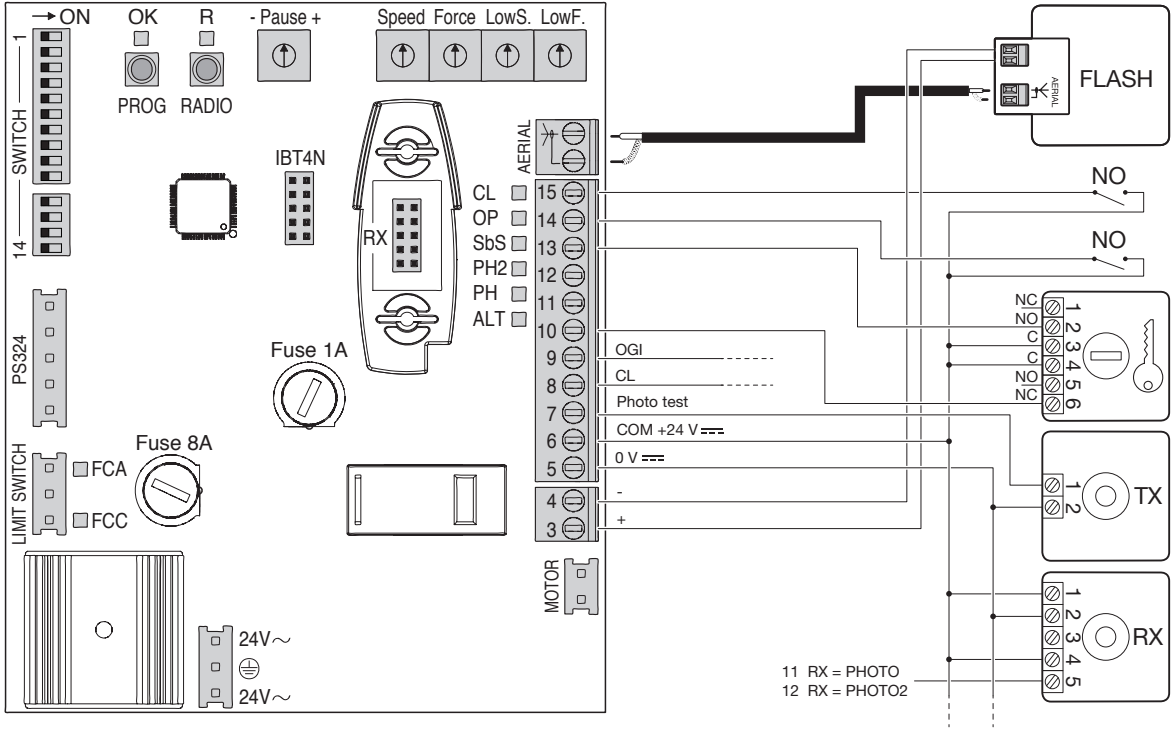 → ON
OK
R
- Pause +
Speed Force LowS. LowF.
1
SWITCH
14
PROG
RADIO
IBT4N
RX
AERIAL
CL 15
OP 14
SbS 13
PH2 12
PH 11
ALT 10
9 OGI
8 CL
7 Photo test
6 COM +24 V
5 0 V
4 -
3 +
PS324
Fuse 1A
Fuse 8A
LIMIT SWITCH
FCA
FCC
MOTOR
24V~
24V~
FLASH
AERIAL
NO
NO
NC 1
NO 2
C 3
C 4
NO 5
NC 6
1
2
TX
1
2
3
4
5
RX
11 RX = PHOTO
12 RX = PHOTO2